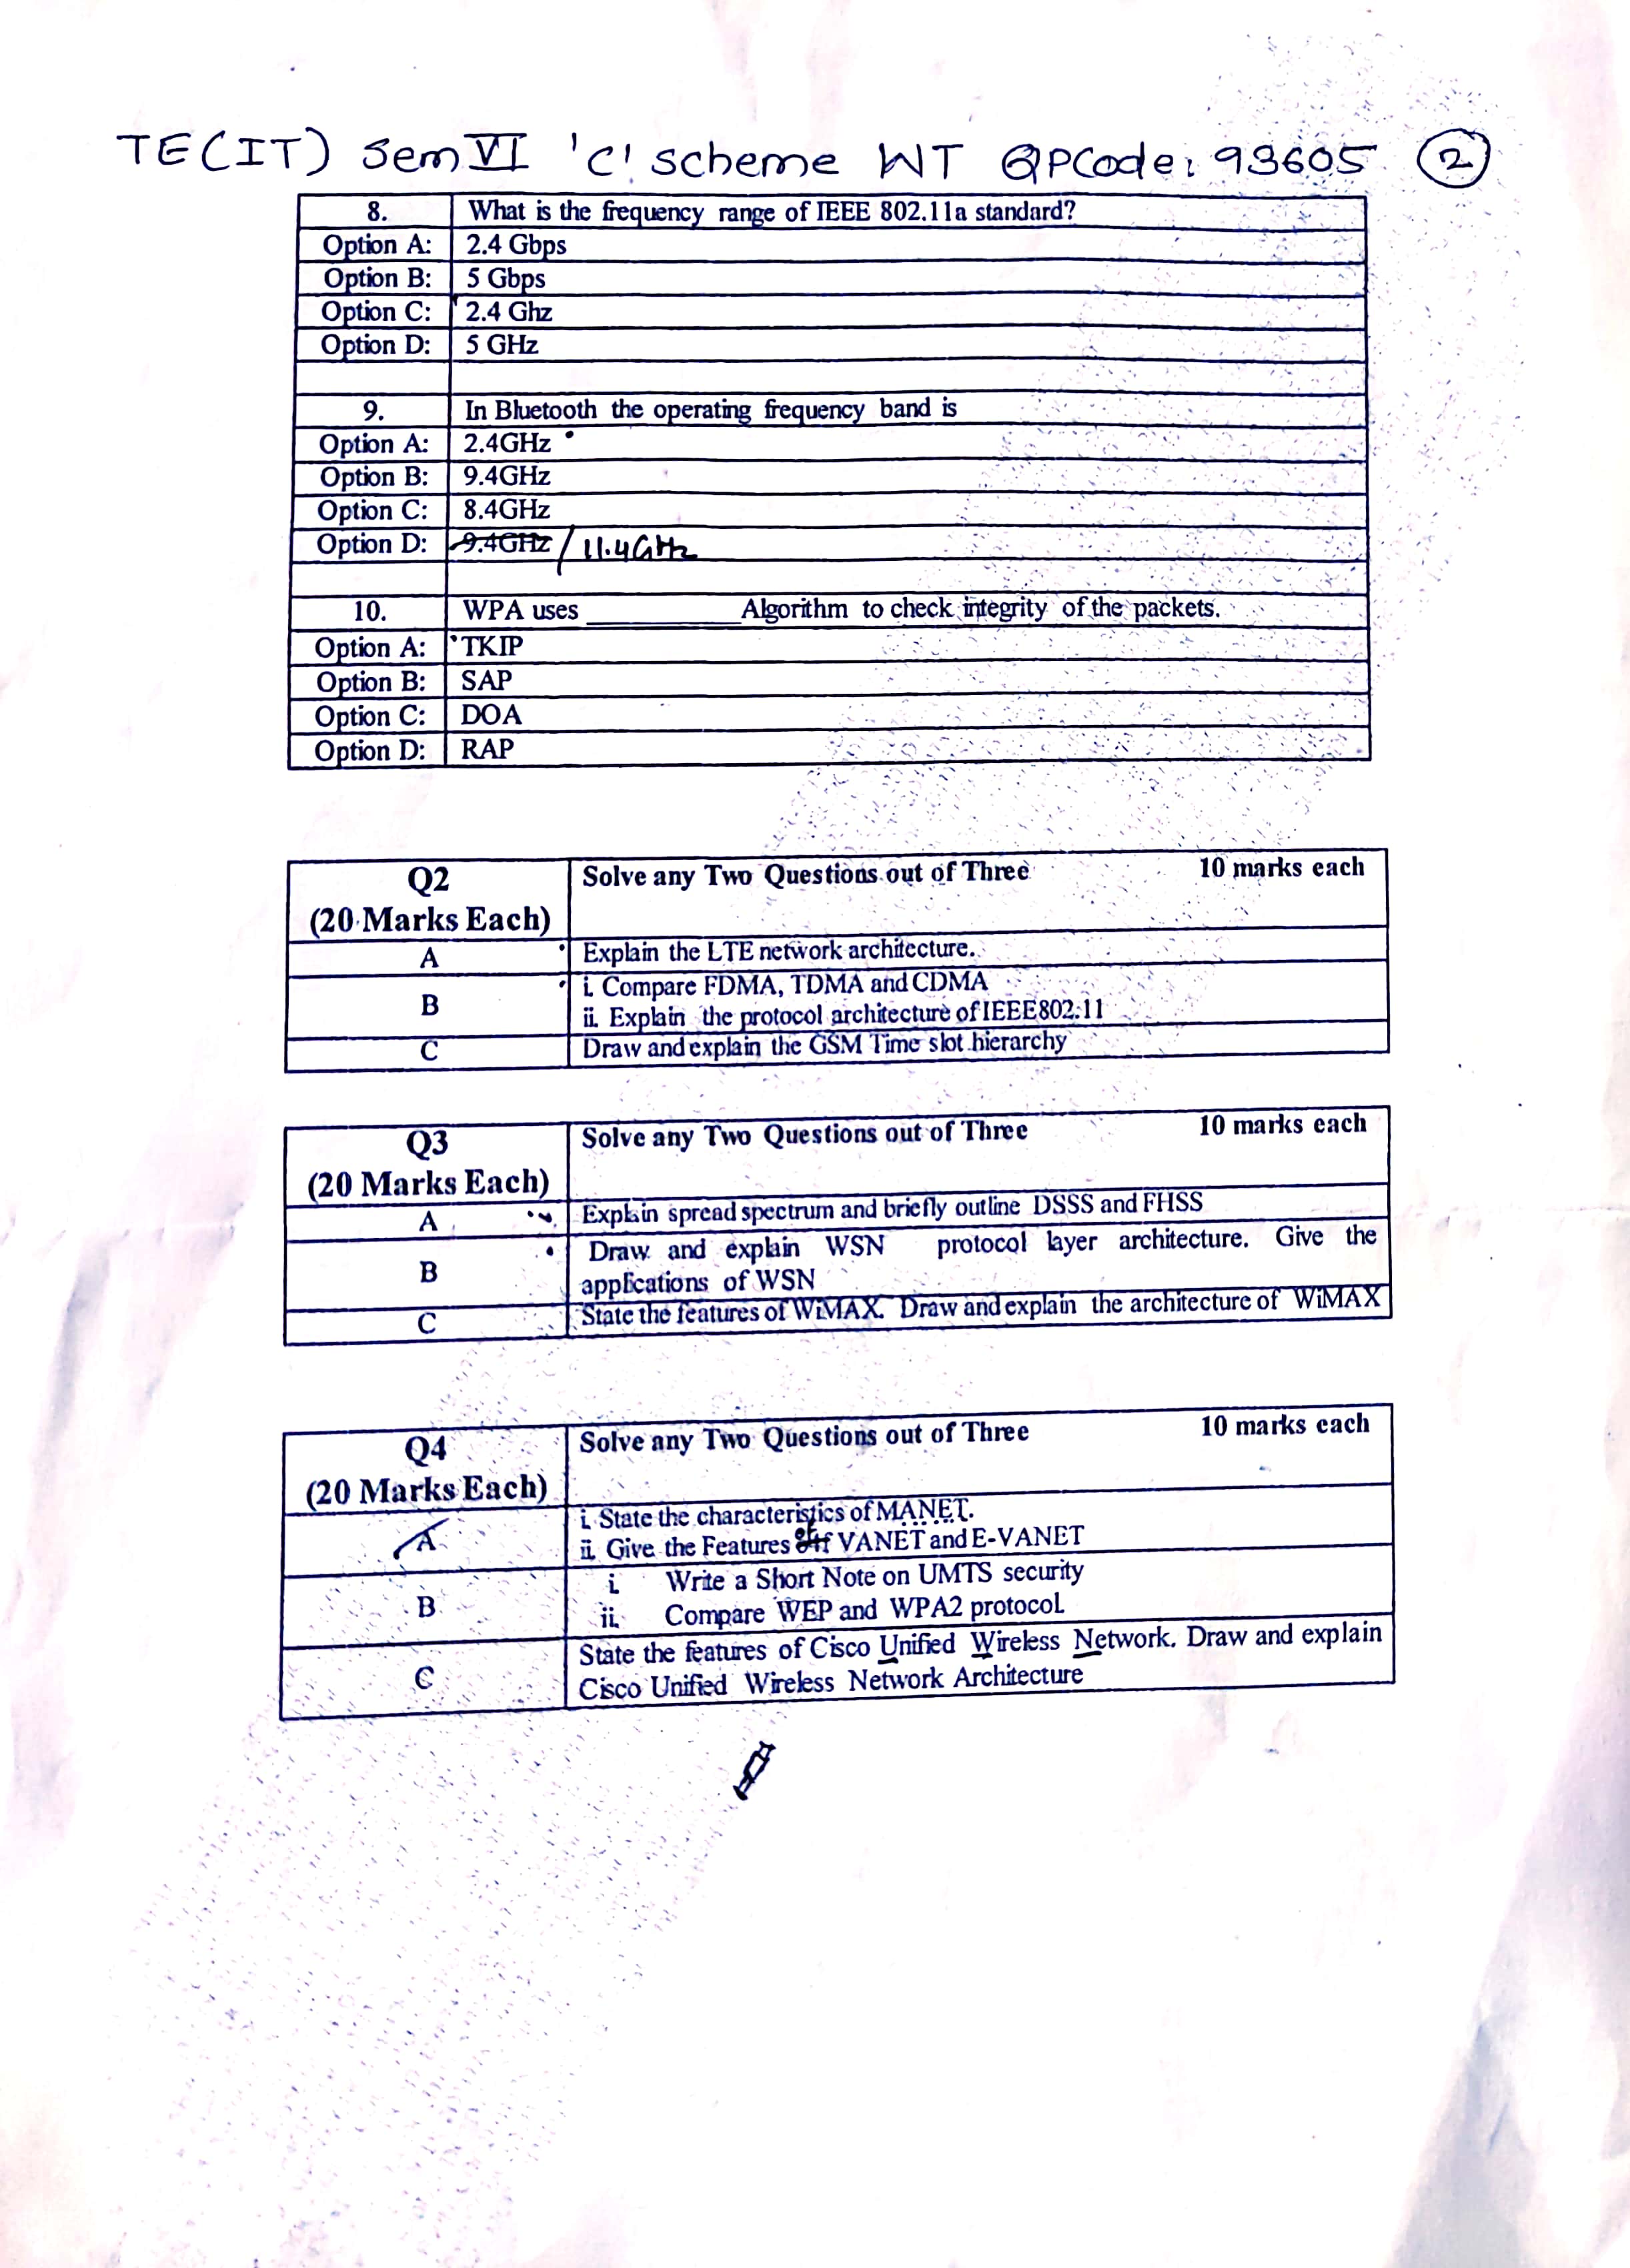 TE(IT) Sem VI 'C' scheme WT QPCode: 93605 2
8. What is the frequency range of IEEE 802.11a standard?
Option A: 2.4 Gbps
Option B: 5 Gbps
Option C: 2.4 Ghz
Option D: 5 GHz
9. In Bluetooth the operating frequency band is
Option A: 2.4GHz
Option B: 9.4GHz
Option C: 8.4GHz
Option D: 9.4GHz / 11.4GHz
10. WPA uses __________ Algorithm to check integrity of the packets.
Option A: TKIP
Option B: SAP
Option C: DOA
Option D: RAP
Q2 Solve any Two Questions out of Three 10 marks each
(20 Marks Each)
A Explain the LTE network architecture.
B i. Compare FDMA, TDMA and CDMA
ii. Explain the protocol architecture of IEEE802.11
C Draw and explain the GSM Time slot hierarchy
Q3 Solve any Two Questions out of Three 10 marks each
(20 Marks Each)
A Explain spread spectrum and briefly outline DSSS and FHSS
B Draw and explain WSN protocol layer architecture. Give the
applications of WSN
C State the features of WiMAX. Draw and explain the architecture of WiMAX
Q4 Solve any Two Questions out of Three 10 marks each
(20 Marks Each)
A i. State the characteristics of MANET.
ii. Give the Features of VANET and E-VANET
B i. Write a Short Note on UMTS security
ii. Compare WEP and WPA2 protocol.
C State the features of Cisco Unified Wireless Network. Draw and explain
Cisco Unified Wireless Network Architecture